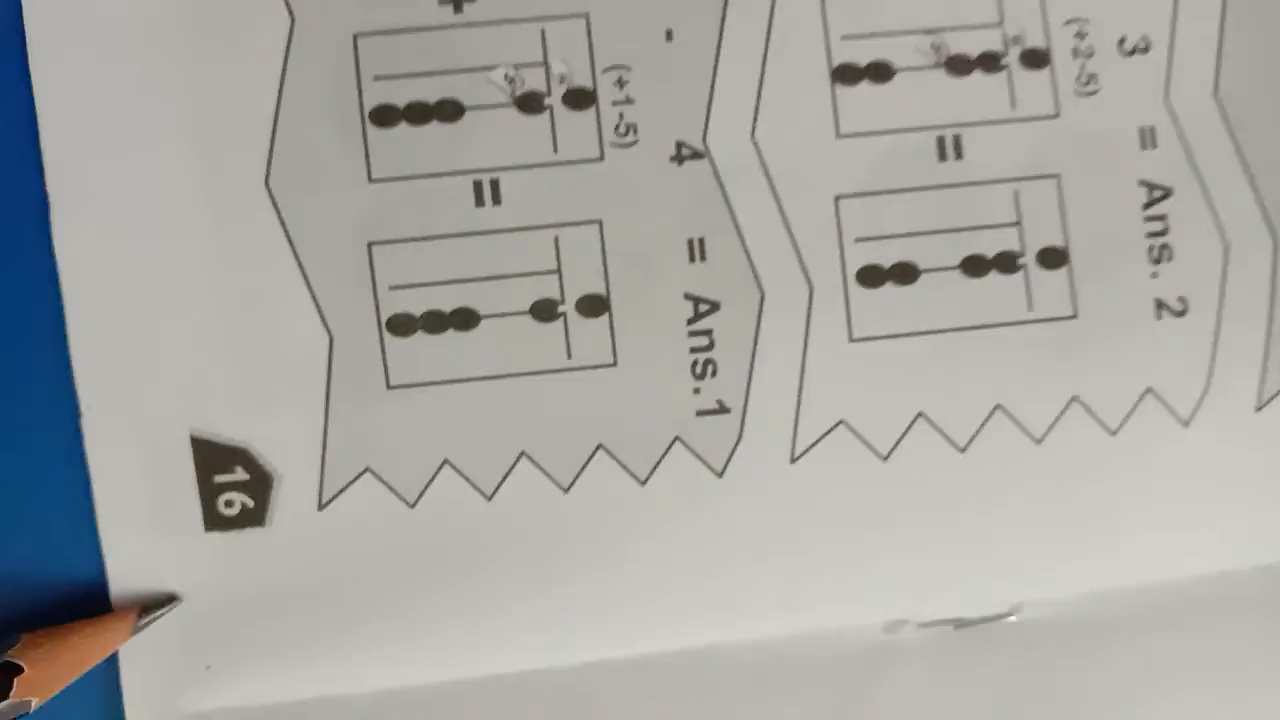 3 = Ans. 2
(+2-5)
=
- 4 = Ans.1
(+1-5)
+ =
16